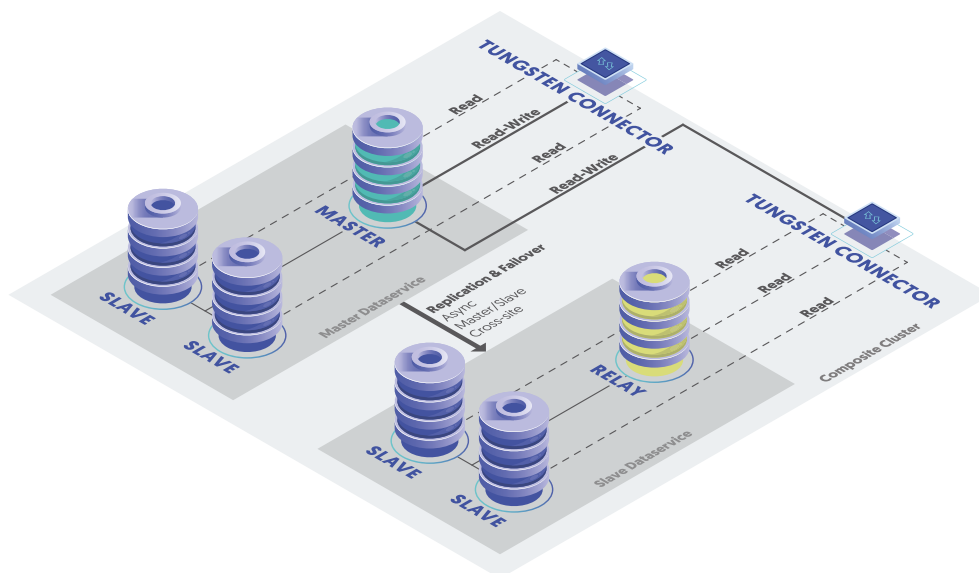 TUNGSTEN CONNECTOR
Read
Read-Write
Read
Read-Write
MASTER
SLAVE
SLAVE
Master Dataservice
Replication & Failover
Async
Master/Slave
Cross-site
TUNGSTEN CONNECTOR
Read
Read
Read
RELAY
SLAVE
SLAVE
Slave Dataservice
Composite Cluster